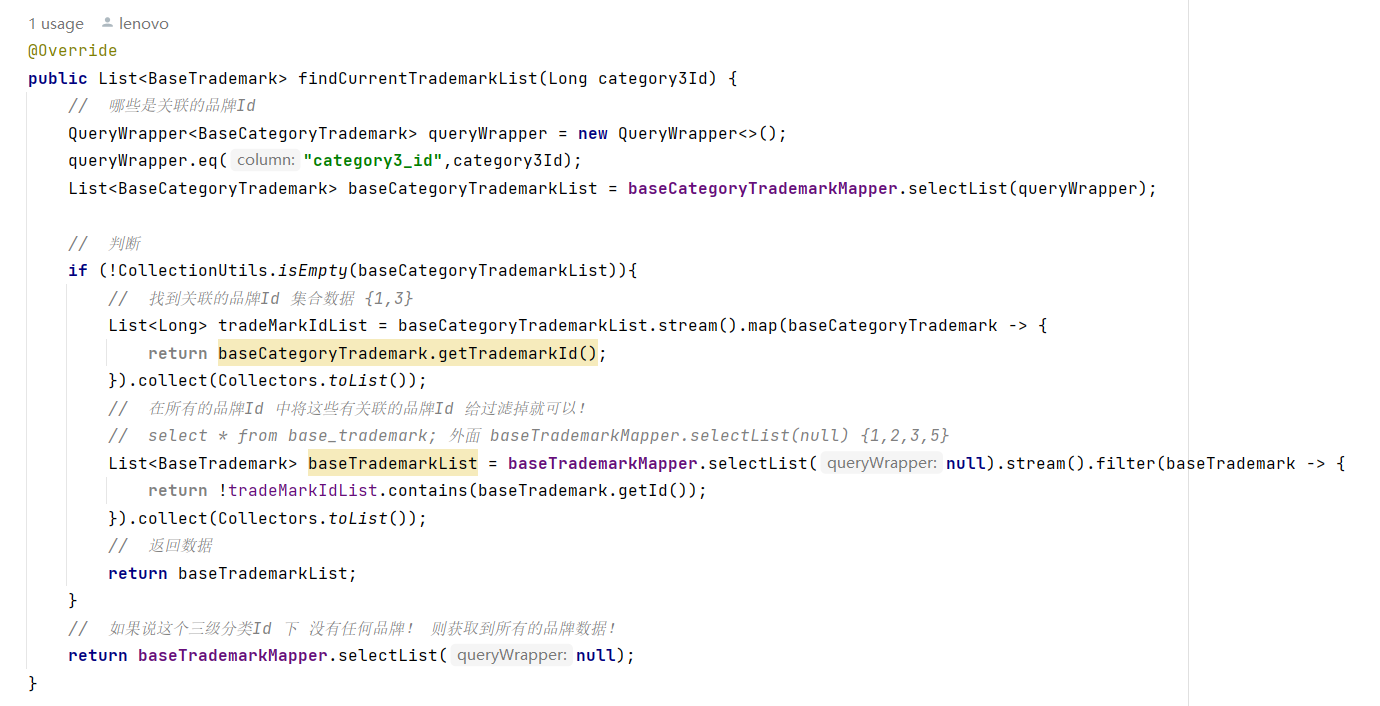 1 usage lenovo
@Override
public List<BaseTrademark> findCurrentTrademarkList(Long category3Id) {
//  哪些是关联的品牌Id
QueryWrapper<BaseCategoryTrademark> queryWrapper = new QueryWrapper<>();
queryWrapper.eq( column: "category3_id",category3Id);
List<BaseCategoryTrademark> baseCategoryTrademarkList = baseCategoryTrademarkMapper.selectList(queryWrapper);
//  判断
if (!CollectionUtils.isEmpty(baseCategoryTrademarkList)){
//  找到关联的品牌Id 集合数据 {1,3}
List<Long> tradeMarkIdList = baseCategoryTrademarkList.stream().map(baseCategoryTrademark -> {
return baseCategoryTrademark.getTrademarkId();
}).collect(Collectors.toList());
//  在所有的品牌Id 中将这些有关联的品牌Id 给过滤掉就可以！
//  select * from base_trademark; 外面 baseTrademarkMapper.selectList(null) {1,2,3,5}
List<BaseTrademark> baseTrademarkList = baseTrademarkMapper.selectList( queryWrapper: null).stream().filter(baseTrademark -> {
return !tradeMarkIdList.contains(baseTrademark.getId());
}).collect(Collectors.toList());
//  返回数据
return baseTrademarkList;
}
//  如果说这个三级分类Id 下 没有任何品牌！ 则获取到所有的品牌数据！
return baseTrademarkMapper.selectList( queryWrapper: null);
}